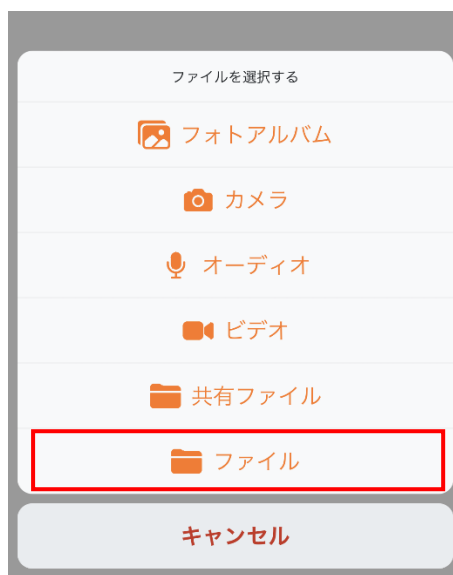 ファイルを選択する
フォトアルバム
カメラ
オーディオ
ビデオ
共有ファイル
ファイル
キャンセル